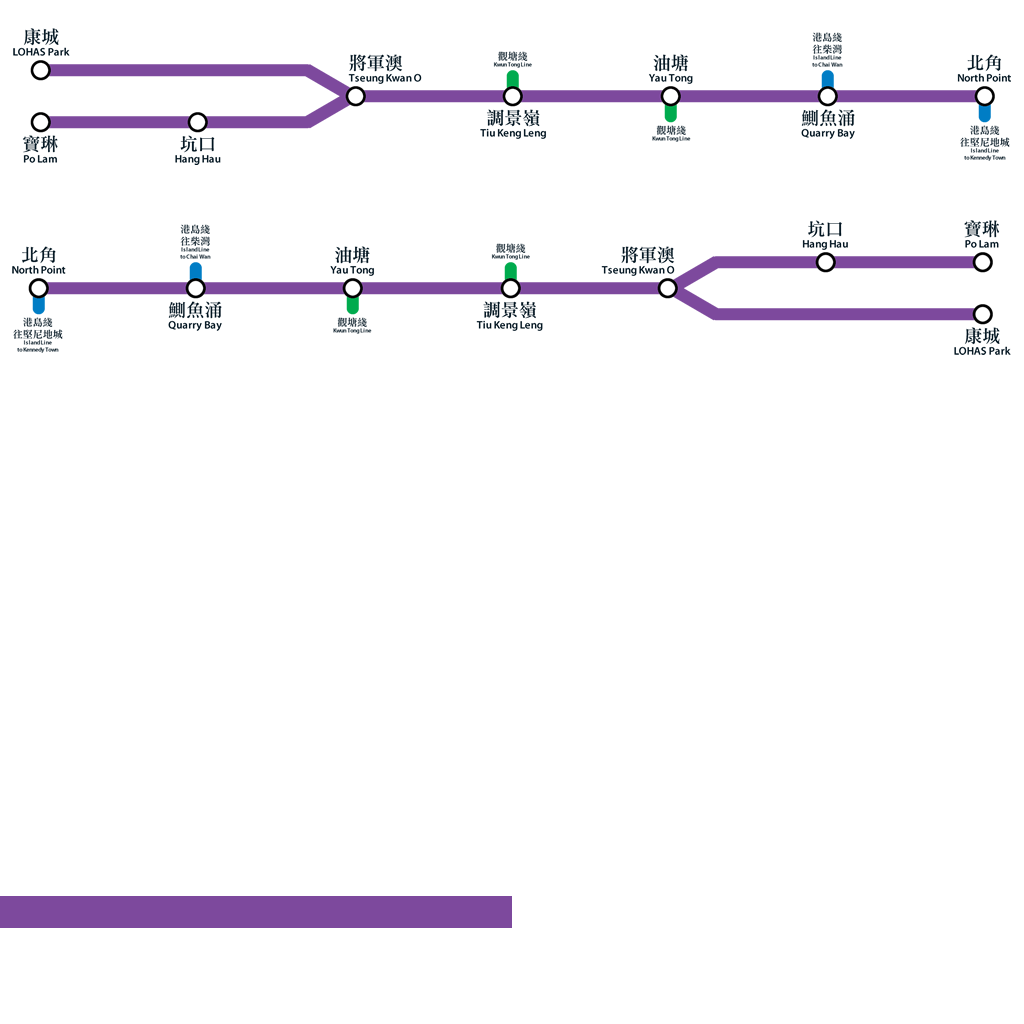 康城
LOHAS Park
寶琳
Po Lam
坑口
Hang Hau
將軍澳
Tseung Kwan O
觀塘綫
Kwun Tong Line
調景嶺
Tiu Keng Leng
油塘
Yau Tong
觀塘綫
Kwun Tong Line
港島綫
往柴灣
Island Line
to Chai Wan
鰂魚涌
Quarry Bay
北角
North Point
港島綫
往堅尼地城
Island Line
to Kennedy Town
北角
North Point
港島綫
往堅尼地城
Island Line
to Kennedy Town
港島綫
往柴灣
Island Line
to Chai Wan
鰂魚涌
Quarry Bay
油塘
Yau Tong
觀塘綫
Kwun Tong Line
觀塘綫
Kwun Tong Line
調景嶺
Tiu Keng Leng
將軍澳
Tseung Kwan O
坑口
Hang Hau
寶琳
Po Lam
康城
LOHAS Park